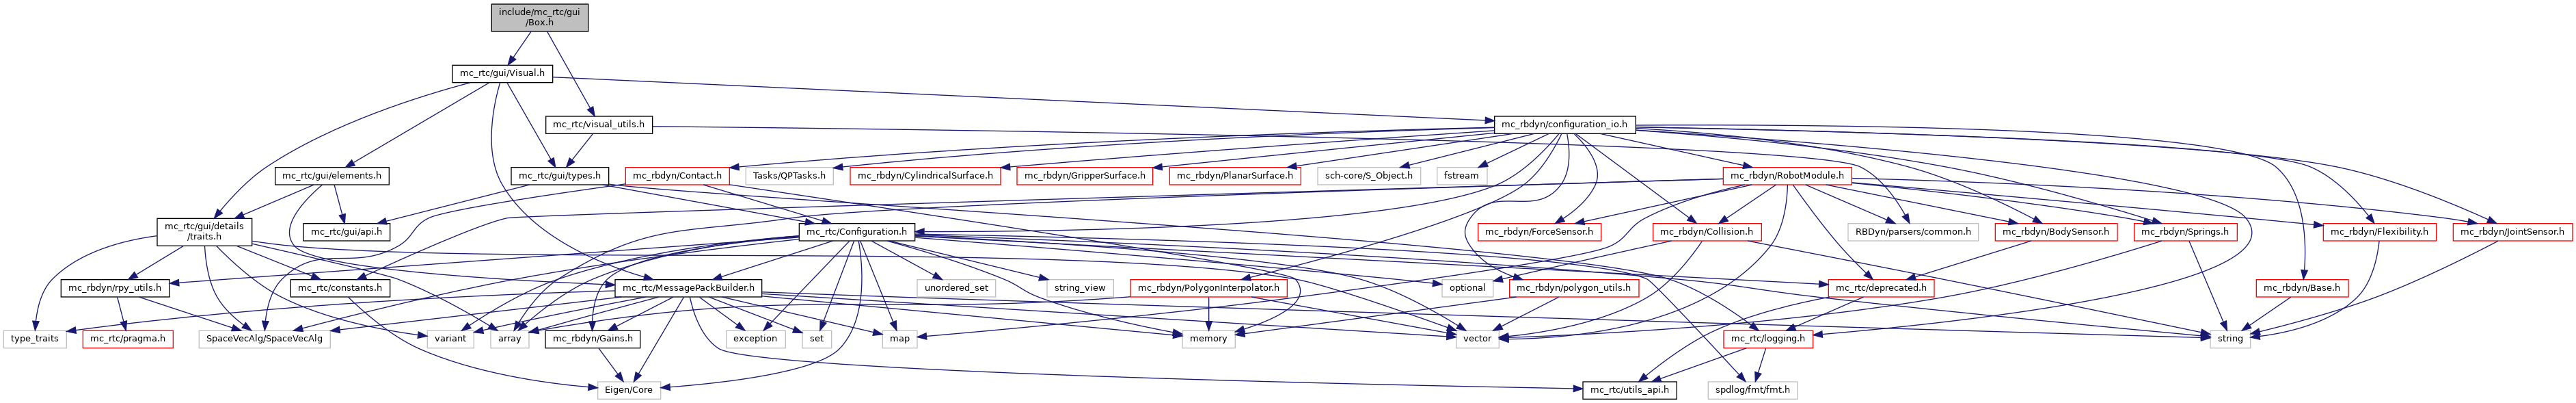 include/mc_rtc/gui
/Box.h
mc_rtc/gui/Visual.h
mc_rtc/visual_utils.h
mc_rbdyn/configuration_io.h
mc_rtc/gui/elements.h
mc_rtc/gui/types.h
mc_rbdyn/Contact.h
Tasks/QPTasks.h
mc_rbdyn/CylindricalSurface.h
mc_rbdyn/GripperSurface.h
mc_rbdyn/PlanarSurface.h
sch-core/S_Object.h
fstream
mc_rbdyn/RobotModule.h
mc_rtc/gui/details
/traits.h
mc_rtc/gui/api.h
mc_rtc/Configuration.h
mc_rbdyn/ForceSensor.h
mc_rbdyn/Collision.h
RBDyn/parsers/common.h
mc_rbdyn/BodySensor.h
mc_rbdyn/Springs.h
mc_rbdyn/Flexibility.h
mc_rbdyn/JointSensor.h
mc_rbdyn/rpy_utils.h
mc_rtc/constants.h
mc_rtc/MessagePackBuilder.h
unordered_set
string_view
mc_rbdyn/PolygonInterpolator.h
optional
mc_rbdyn/polygon_utils.h
mc_rtc/deprecated.h
mc_rbdyn/Base.h
type_traits
mc_rtc/pragma.h
SpaceVecAlg/SpaceVecAlg
variant
array
mc_rbdyn/Gains.h
exception
set
map
memory
vector
mc_rtc/logging.h
string
Eigen/Core
mc_rtc/utils_api.h
spdlog/fmt/fmt.h